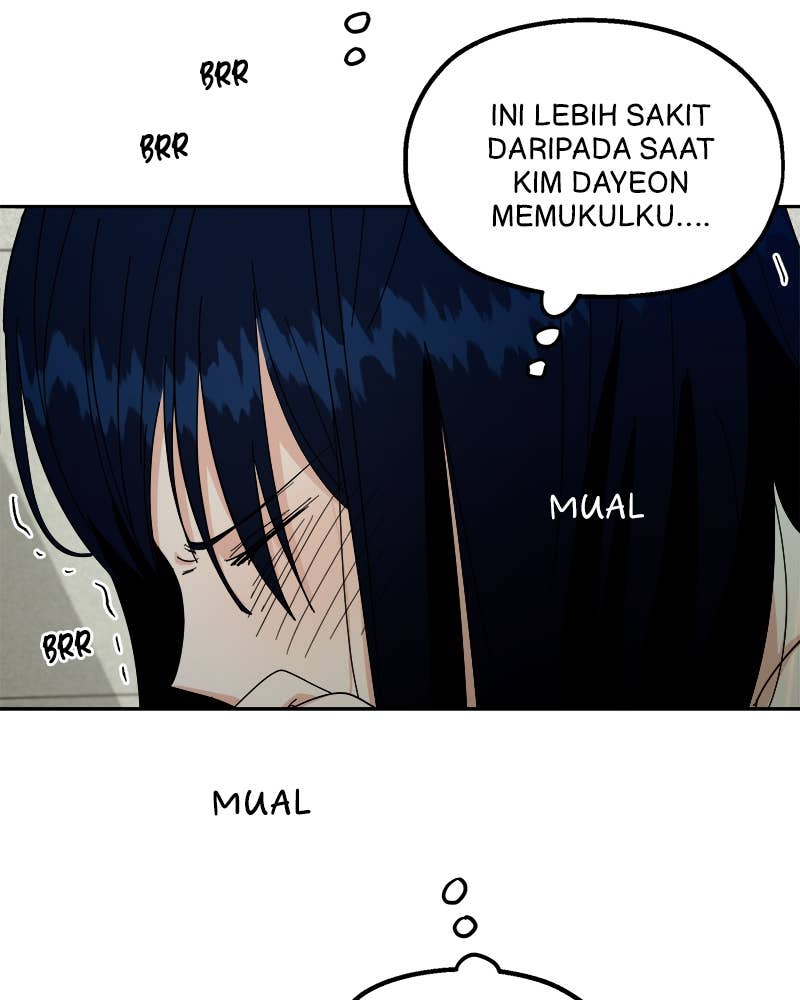 BRR
BRR
INI LEBIH SAKIT
DARIPADA SAAT
KIM DAYEON
MEMUKULKU....
MUAL
BRR
MUAL